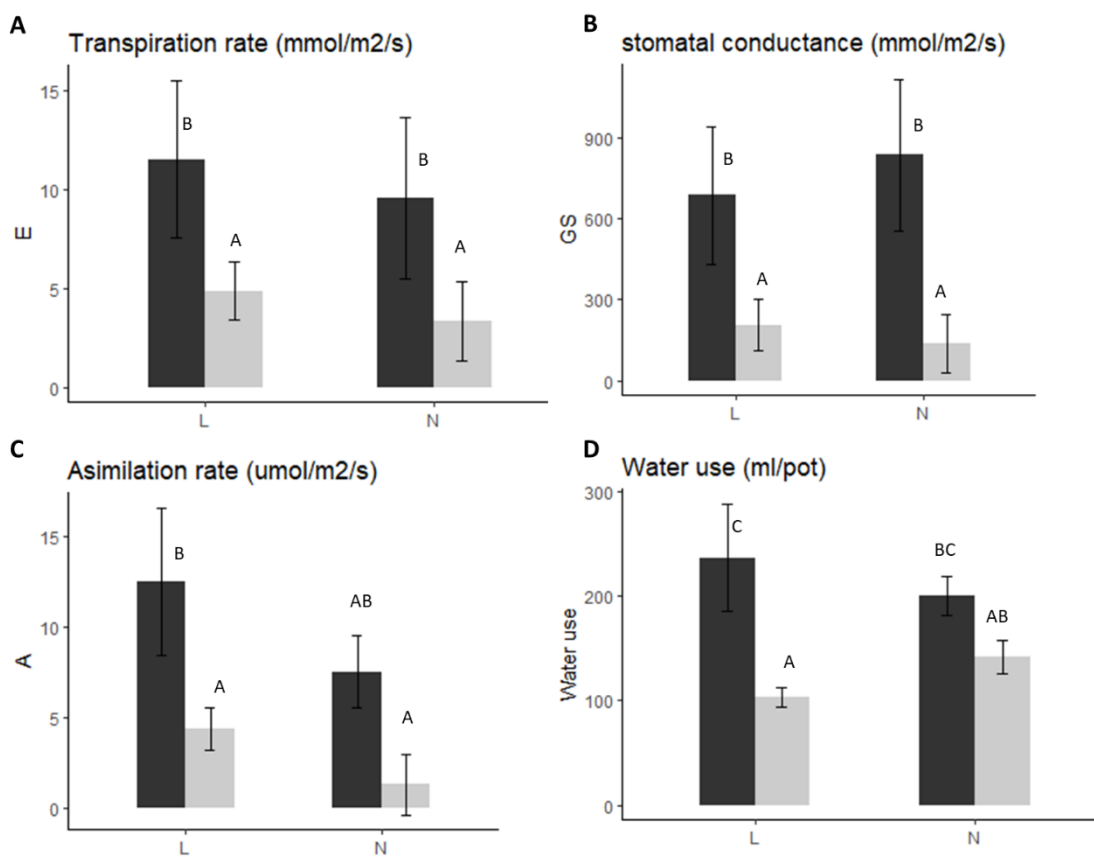 A
Transpiration rate (mmol/m2/s)
E
15
10
5
0
B
A
B
A
L
N
B
stomatal conductance (mmol/m2/s)
GS
900
600
300
0
B
A
B
A
L
N
C
Asimilation rate (umol/m2/s)
A
15
10
5
0
B
A
AB
A
L
N
D
Water use (ml/pot)
Water use
300
200
100
0
C
A
BC
AB
L
N